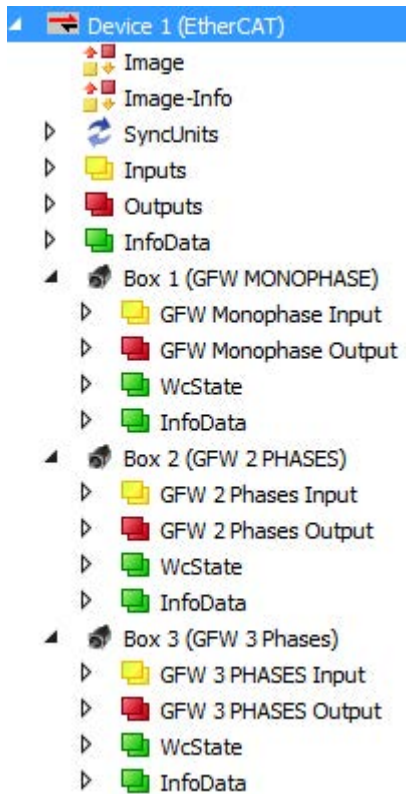 Device 1 (EtherCAT)
Image
Image-Info
SyncUnits
Inputs
Outputs
InfoData
Box 1 (GFW MONOPHASE)
GFW Monophase Input
GFW Monophase Output
WcState
InfoData
Box 2 (GFW 2 PHASES)
GFW 2 Phases Input
GFW 2 Phases Output
WcState
InfoData
Box 3 (GFW 3 Phases)
GFW 3 PHASES Input
GFW 3 PHASES Output
WcState
InfoData